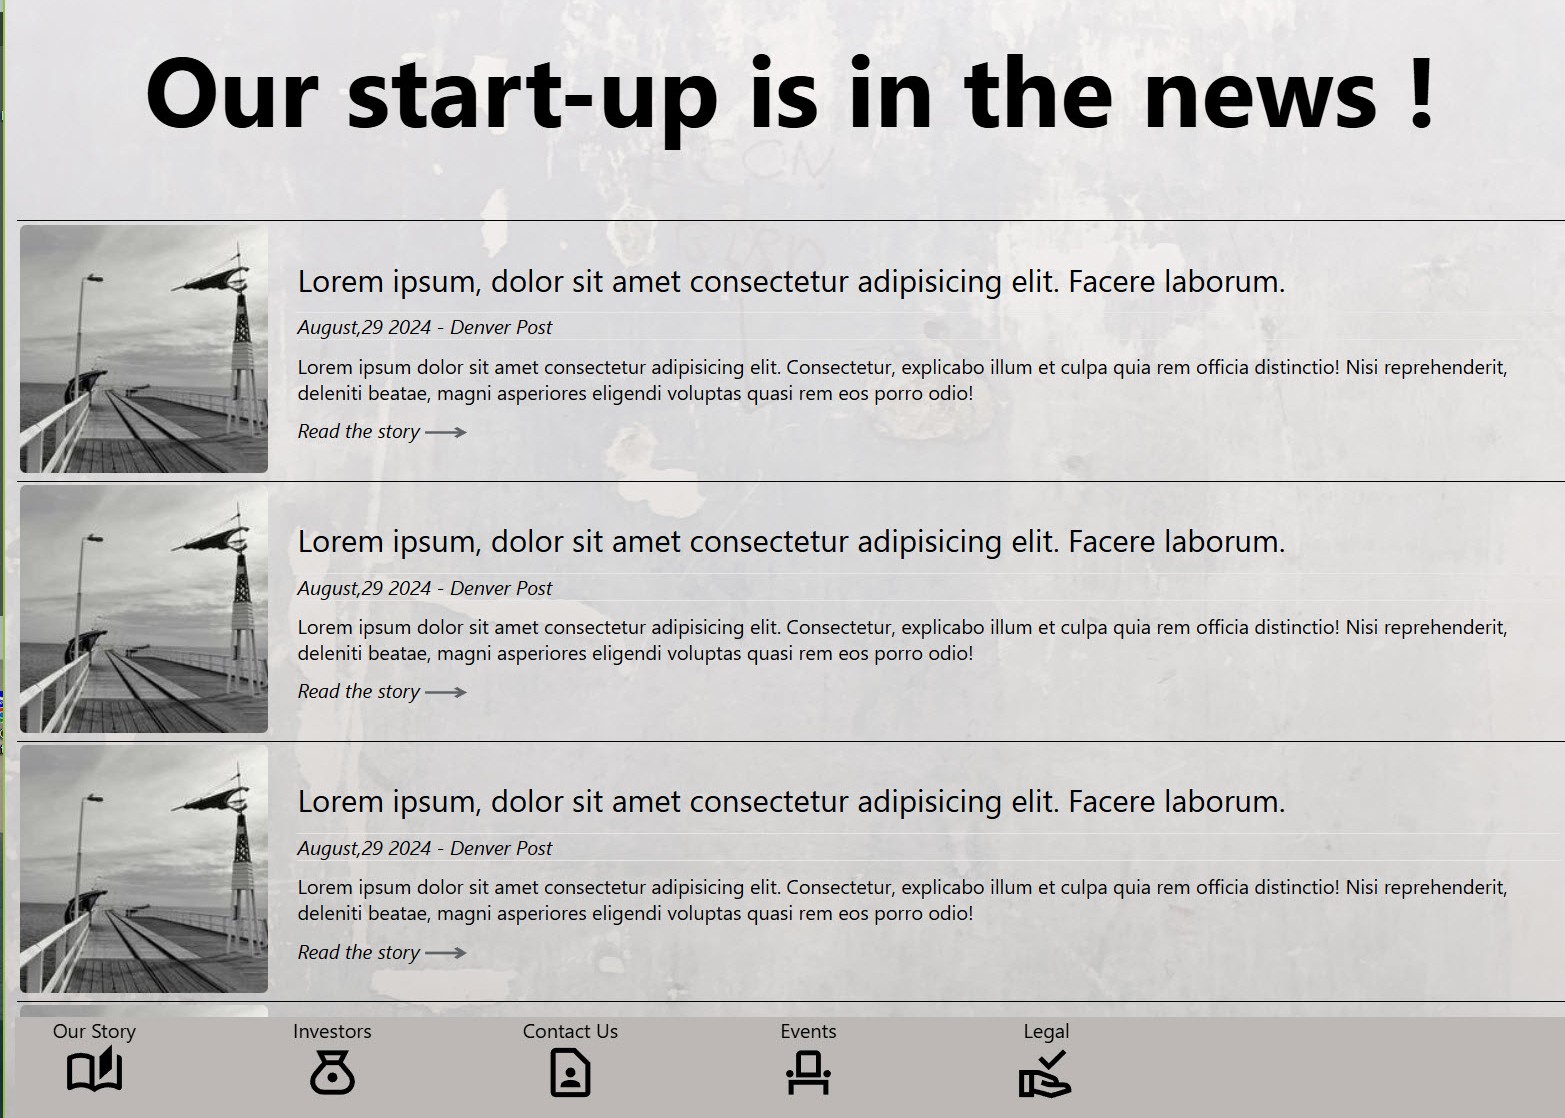 Our start-up is in the news !
Lorem ipsum, dolor sit amet consectetur adipisicing elit. Facere laborum.
August,29 2024 - Denver Post
Lorem ipsum dolor sit amet consectetur adipisicing elit. Consectetur, explicabo illum et culpa quia rem officia distinctio! Nisi reprehenderit,
deleniti beatae, magni asperiores eligendi voluptas quasi rem eos porro odio!
Read the story
Lorem ipsum, dolor sit amet consectetur adipisicing elit. Facere laborum.
August,29 2024 - Denver Post
Lorem ipsum dolor sit amet consectetur adipisicing elit. Consectetur, explicabo illum et culpa quia rem officia distinctio! Nisi reprehenderit,
deleniti beatae, magni asperiores eligendi voluptas quasi rem eos porro odio!
Read the story
Lorem ipsum, dolor sit amet consectetur adipisicing elit. Facere laborum.
August,29 2024 - Denver Post
Lorem ipsum dolor sit amet consectetur adipisicing elit. Consectetur, explicabo illum et culpa quia rem officia distinctio! Nisi reprehenderit,
deleniti beatae, magni asperiores eligendi voluptas quasi rem eos porro odio!
Read the story
Our Story Investors Contact Us Events Legal